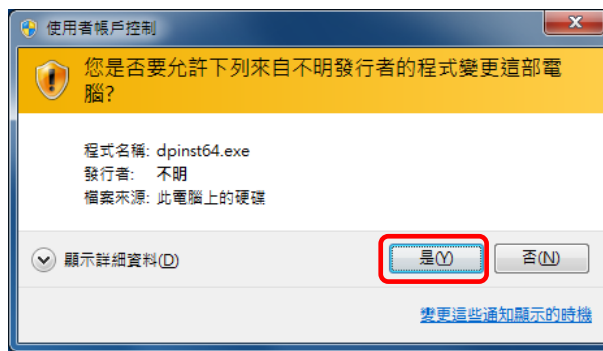 使用者帳戶控制
您是否要允許下列來自不明發行者的程式變更這部電
腦?
程式名稱: dpinst64.exe
發行者: 不明
檔案來源: 此電腦上的硬碟
顯示詳細資料(D)
是(Y)
否(N)
變更這些通知顯示的時機